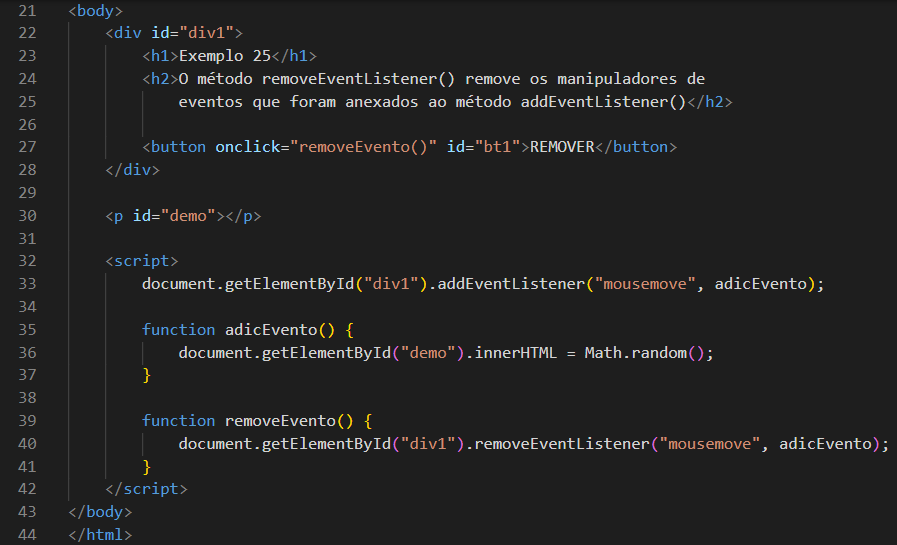 21 <body>
22     <div id="div1">
23         <h1>Exemplo 25</h1>
24         <h2>O método removeEventListener() remove os manipuladores de
25             eventos que foram anexados ao método addEventListener()</h2>
26
27         <button onclick="removeEvento()" id="bt1">REMOVER</button>
28     </div>
29
30     <p id="demo"></p>
31
32     <script>
33         document.getElementById("div1").addEventListener("mousemove", adicEvento);
34
35         function adicEvento() {
36             document.getElementById("demo").innerHTML = Math.random();
37         }
38
39         function removeEvento() {
40             document.getElementById("div1").removeEventListener("mousemove", adicEvento);
41         }
42     </script>
43 </body>
44 </html>